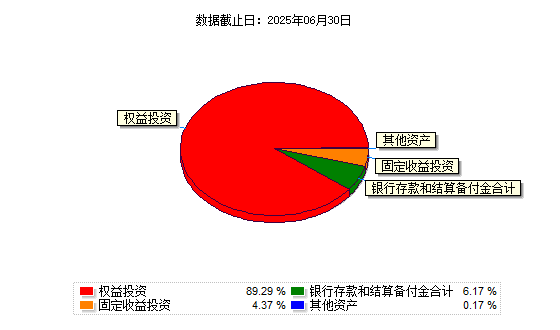 数据截止日：2025年06月30日
权益投资
其他资产
固定收益投资
银行存款和结算备付金合计
权益投资 89.29 % 银行存款和结算备付金合计 6.17 %
固定收益投资 4.37 % 其他资产 0.17 %